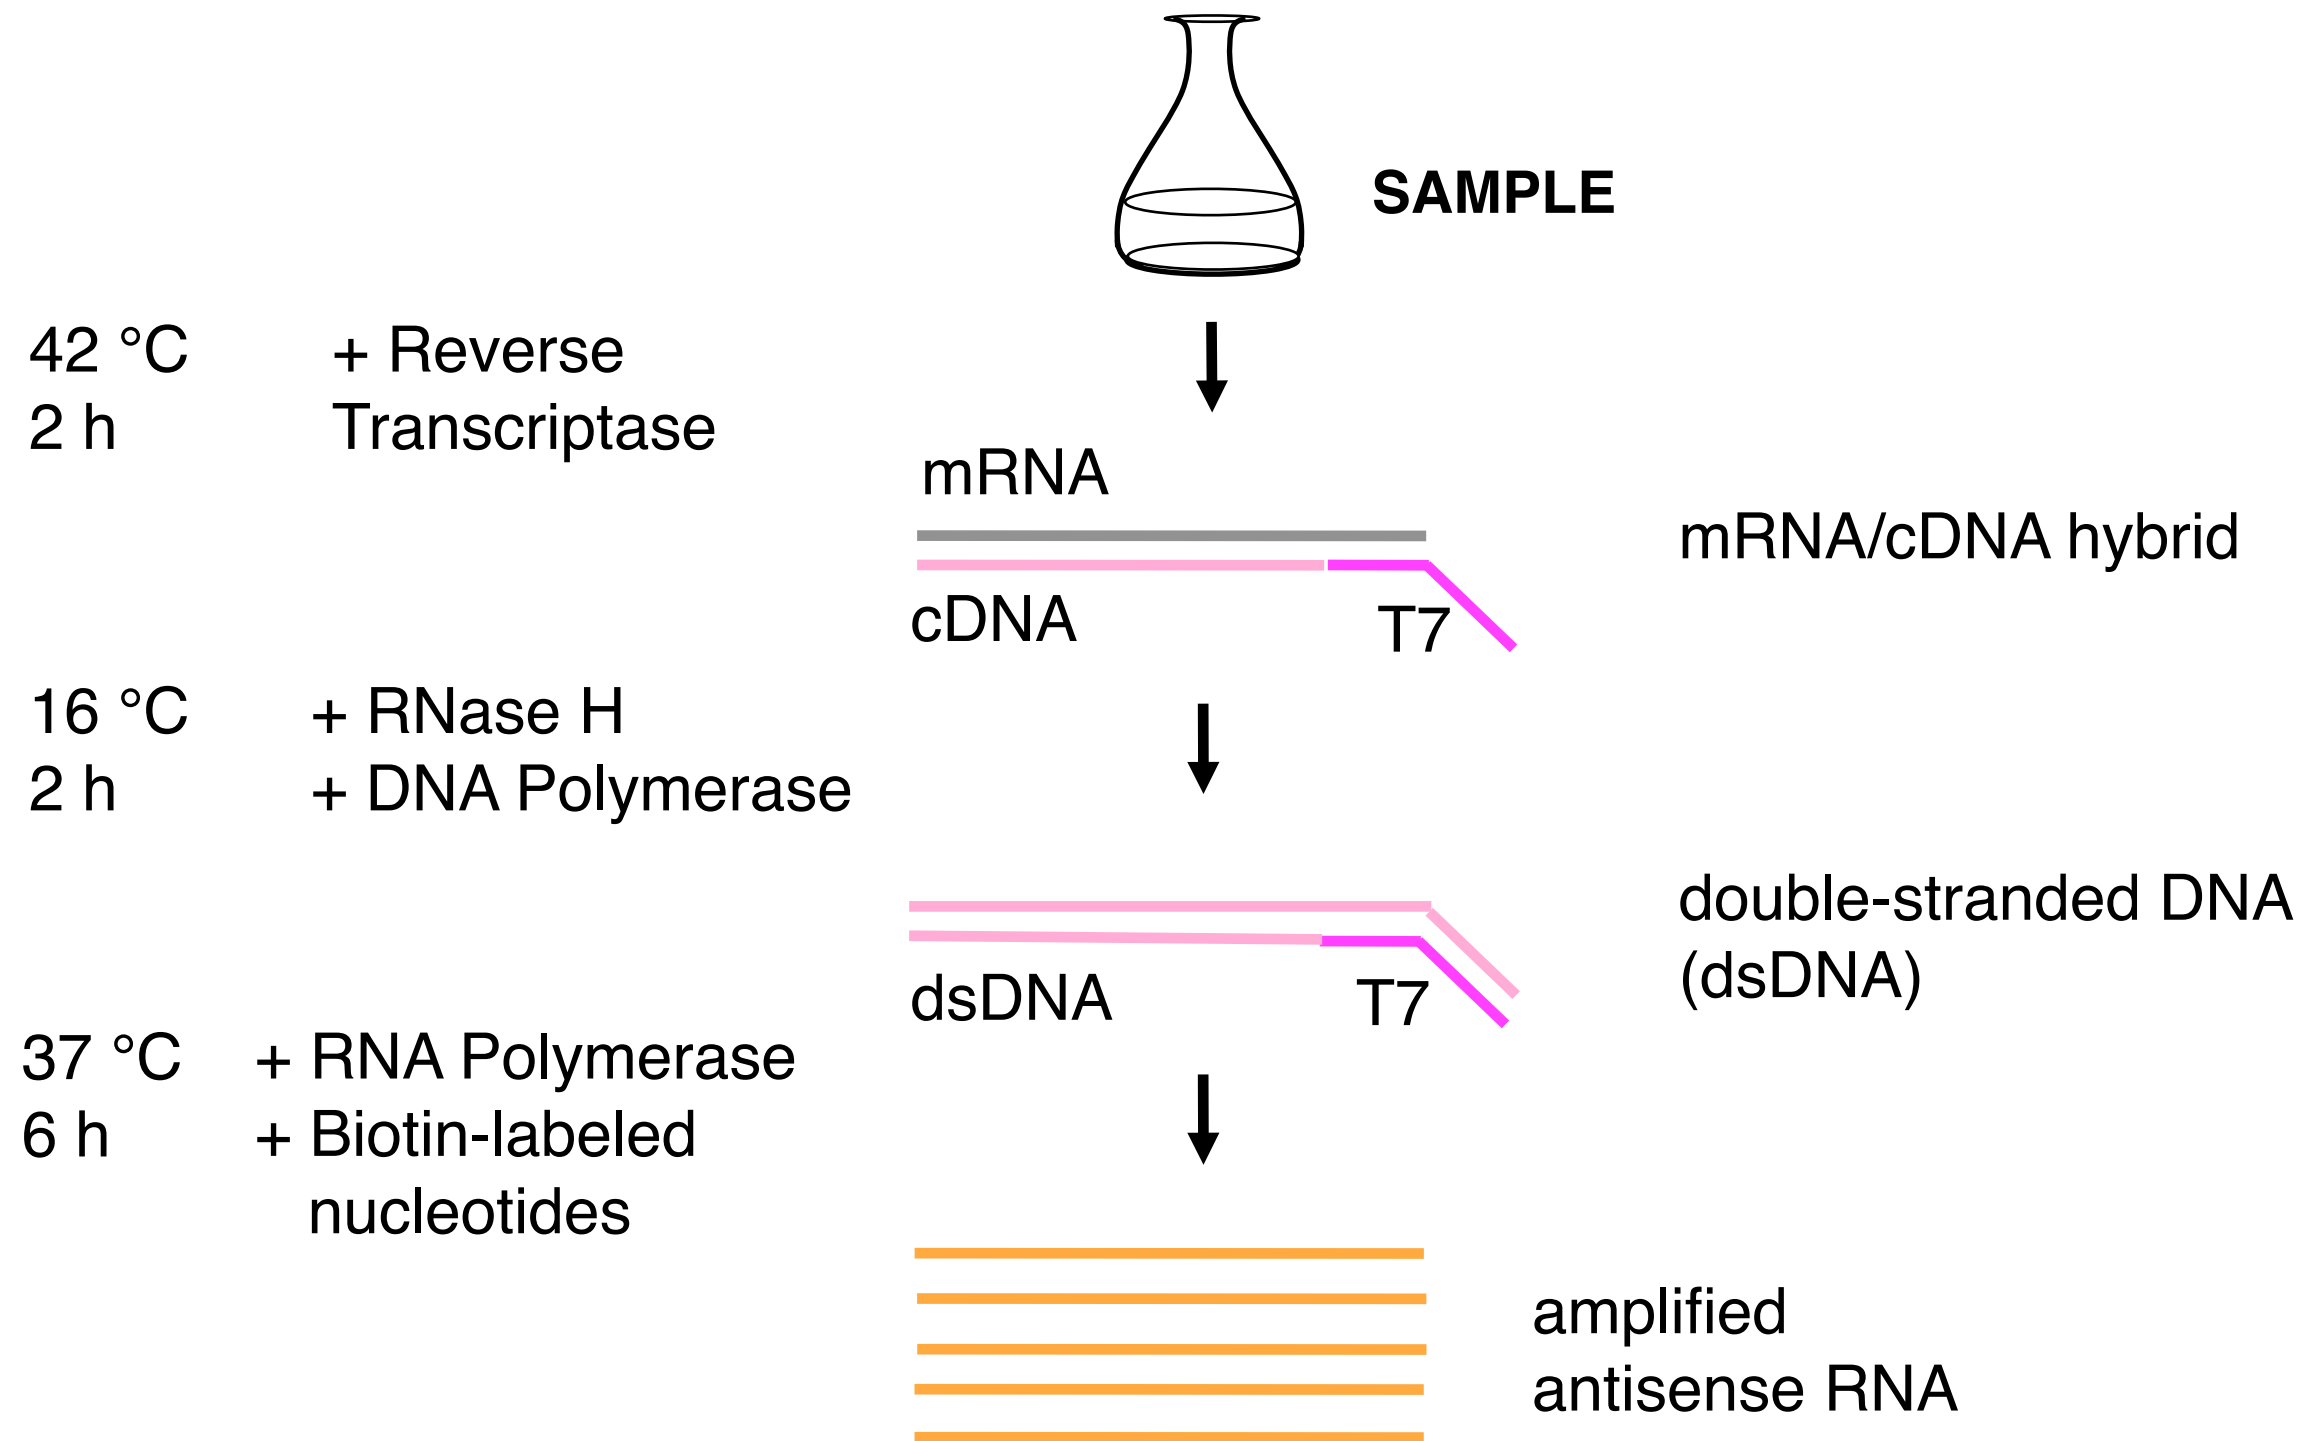 SAMPLE
42 °C + Reverse
2 h Transcriptase
mRNA
mRNA/cDNA hybrid
cDNA T7
16 °C + RNase H
2 h + DNA Polymerase
double-stranded DNA
(dsDNA)
dsDNA T7
37 °C + RNA Polymerase
6 h + Biotin-labeled
nucleotides
amplified
antisense RNA